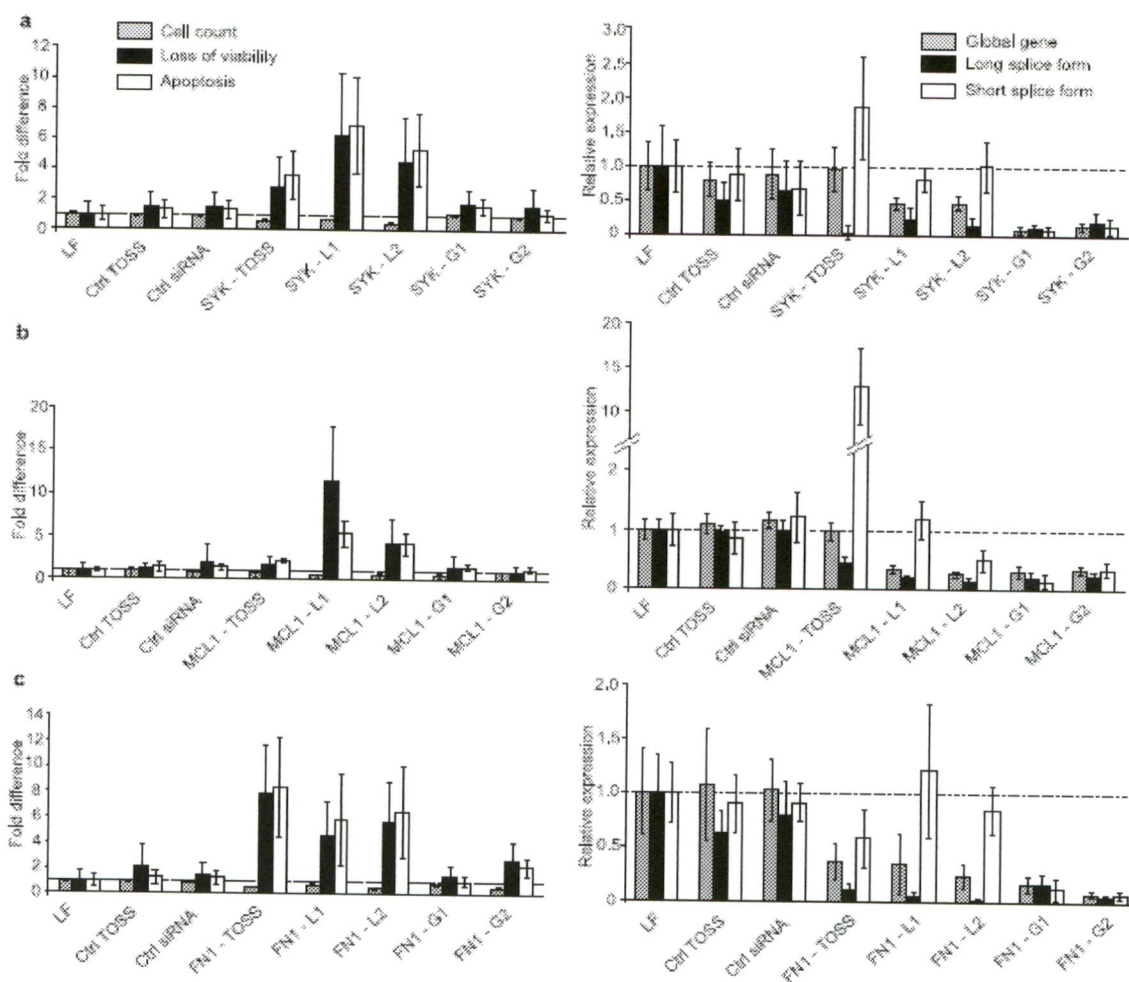 a
Cell count
Loss of viability
Apoptosis
Fold difference
12
10
8
6
4
2
0
LF
Ctrl TOSS
Ctrl siRNA
SYK - TOSS
SYK - L1
SYK - L2
SYK - G1
SYK - G2
Global gene
Long splice form
Short splice form
Relative expression
3.0
2.5
2.0
1.5
1.0
0.5
0
LF
Ctrl TOSS
Ctrl siRNA
SYK - TOSS
SYK - L1
SYK - L2
SYK - G1
SYK - G2
b
Fold difference
20
15
10
5
0
LF
Ctrl TOSS
Ctrl siRNA
MCL1 - TOSS
MCL1 - L1
MCL1 - L2
MCL1 - G1
MCL1 - G2
Relative expression
20
15
10
2
1
0
LF
Ctrl TOSS
Ctrl siRNA
MCL1 - TOSS
MCL1 - L1
MCL1 - L2
MCL1 - G1
MCL1 - G2
c
Fold difference
14
12
10
8
6
4
2
0
LF
Ctrl TOSS
Ctrl siRNA
FN1 - TOSS
FN1 - L1
FN1 - L2
FN1 - G1
FN1 - G2
Relative expression
2.0
1.5
1.0
0.5
0
LF
Ctrl TOSS
Ctrl siRNA
FN1 - TOSS
FN1 - L1
FN1 - L2
FN1 - G1
FN1 - G2